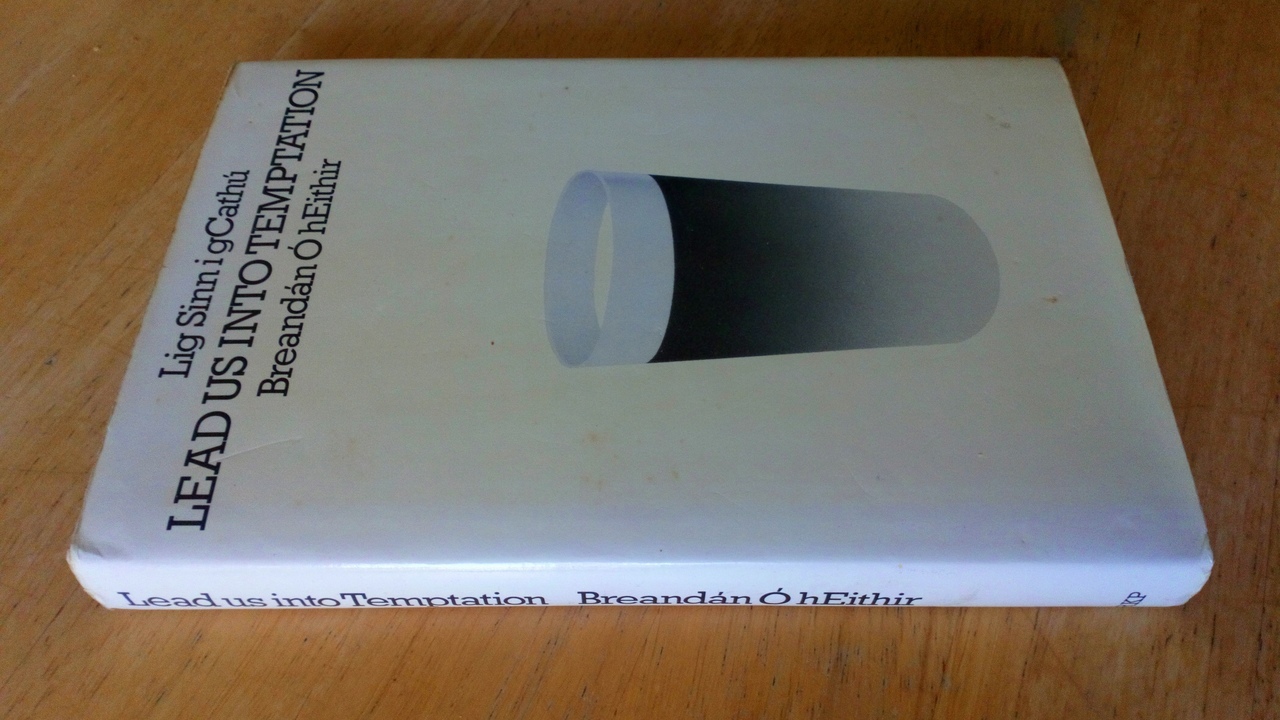 Lig Sinn i gCathú
LEAD US INTO TEMPTATION
Breandán Ó hEithir
Lead us into Temptation Breandán Ó hEithir